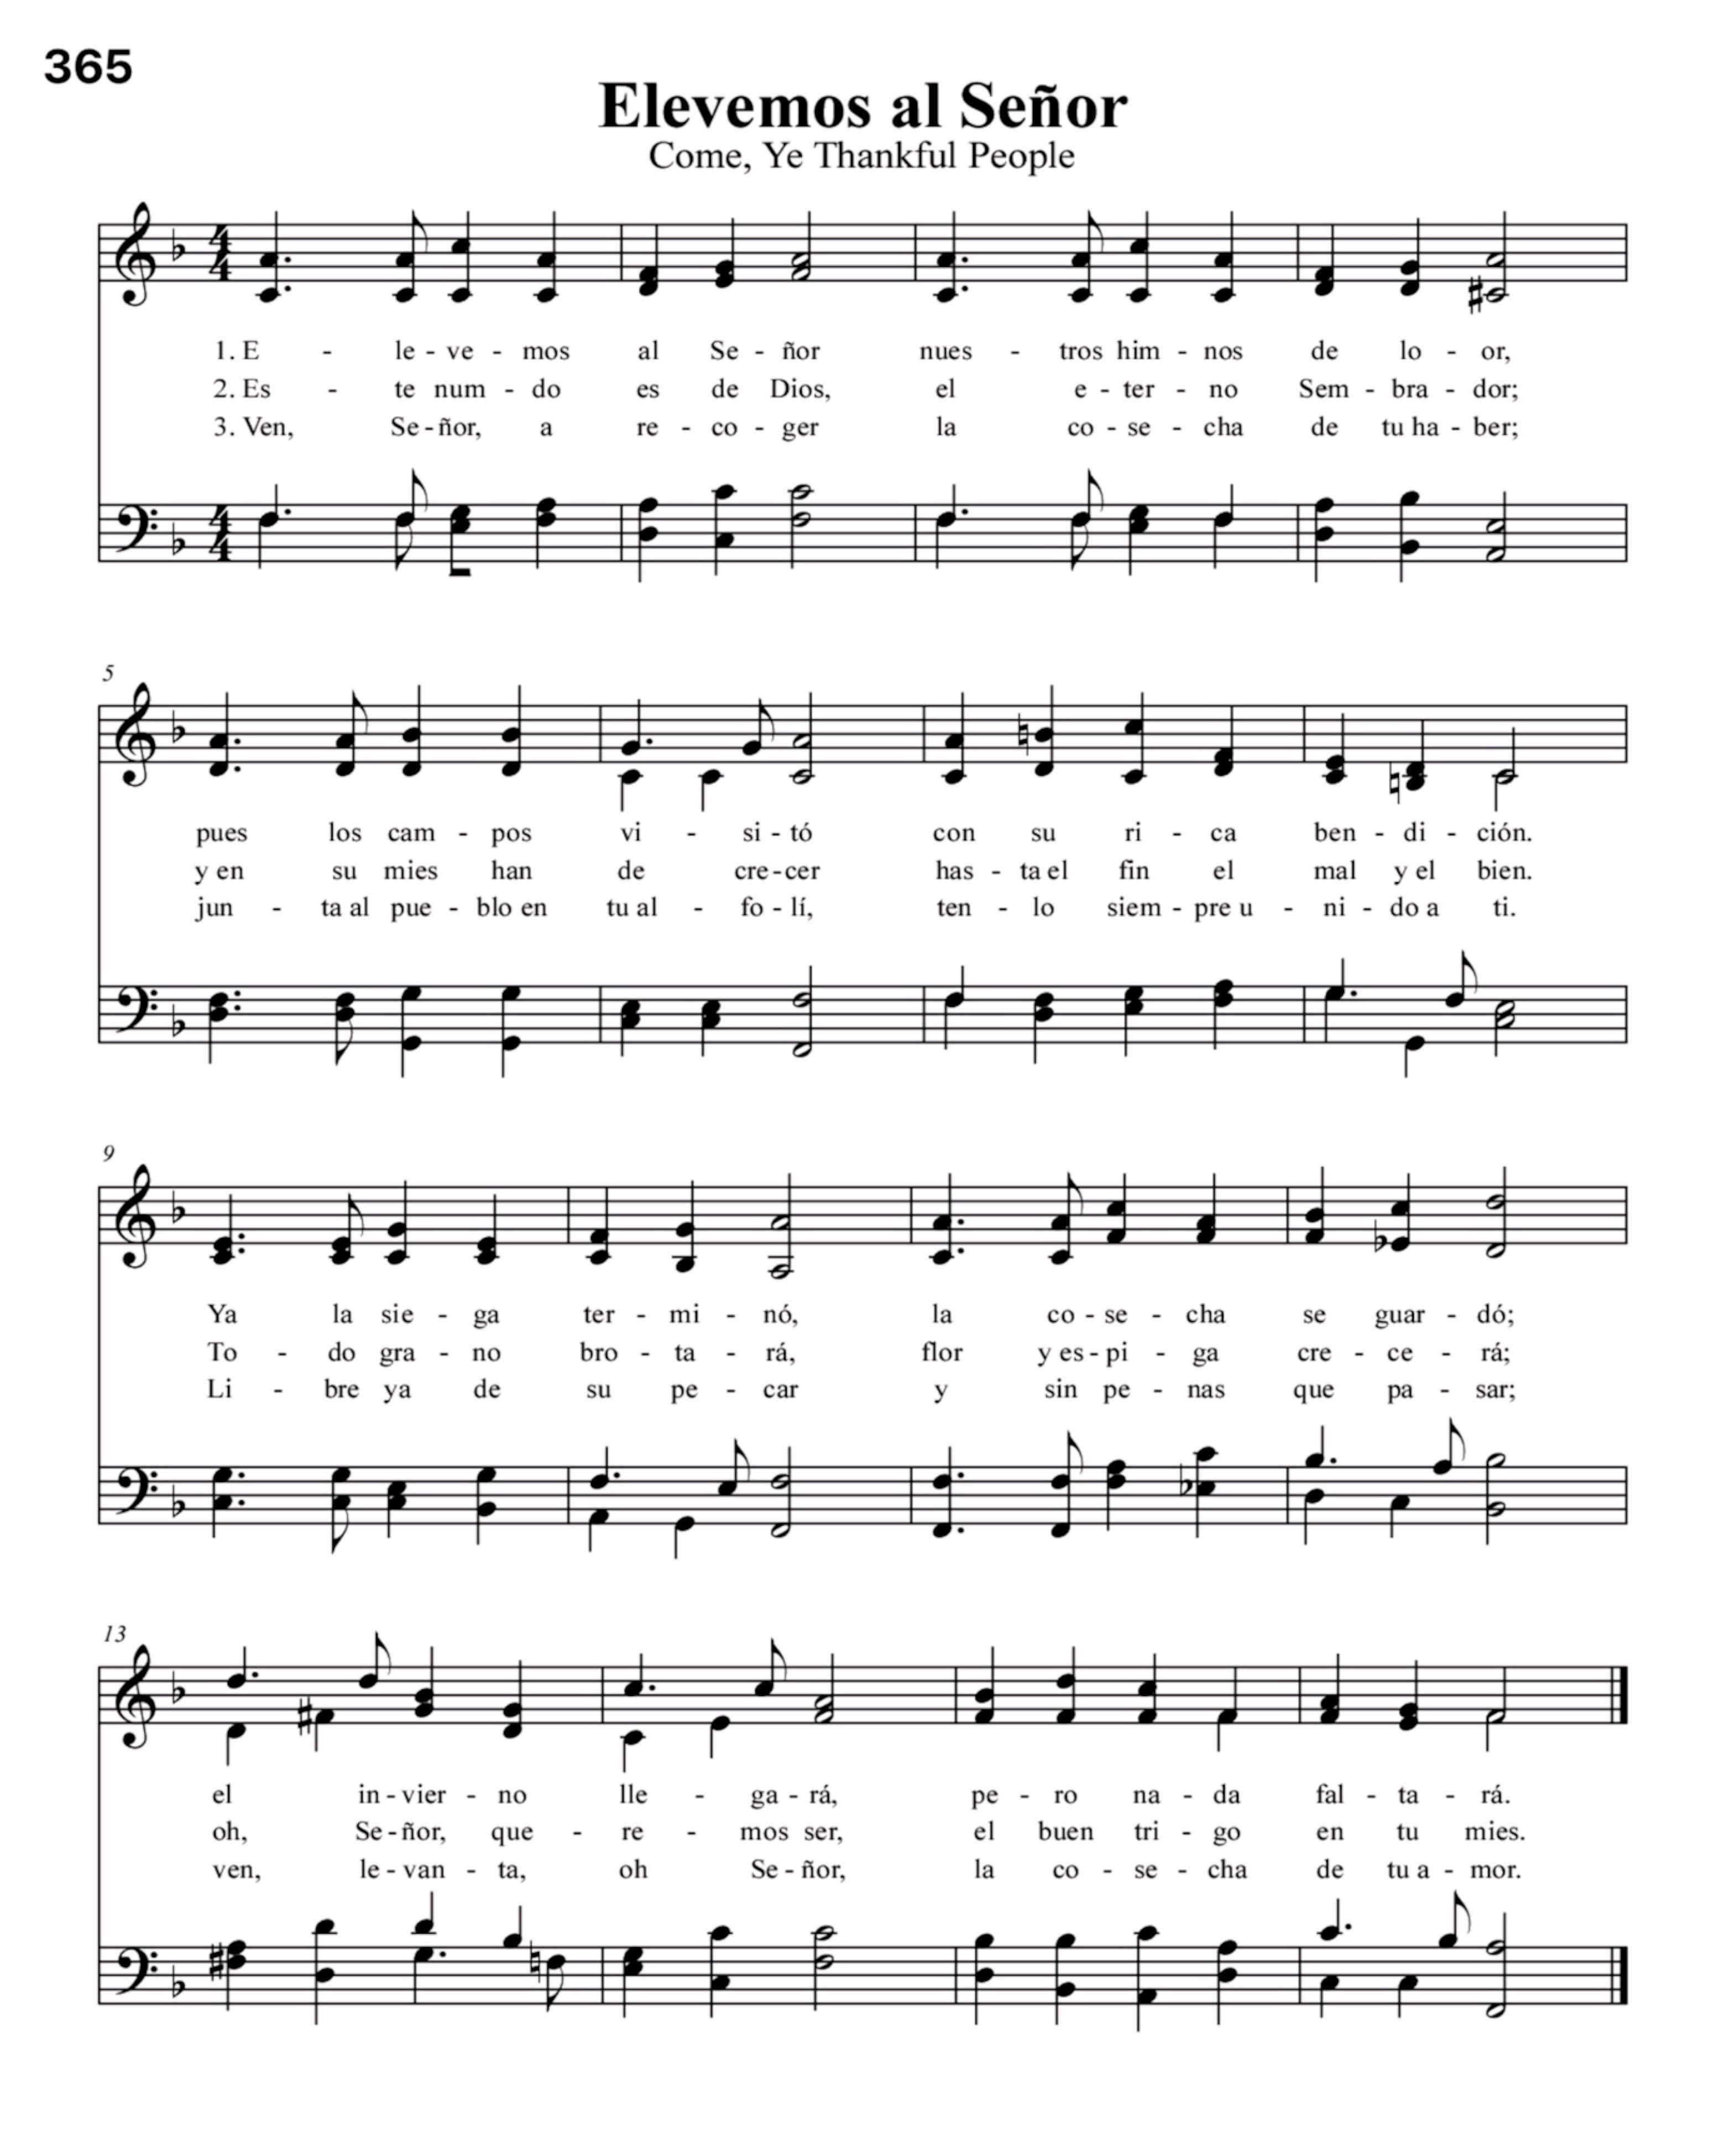 365
Elevemos al Señor
Come, Ye Thankful People
1. E - le - ve - mos al Se - ñor nues - tros him - nos de lo - or,
2. Es - te num - do es de Dios, el e - ter - no Sem - bra - dor;
3. Ven, Se - ñor, a re - co - ger la co - se - cha de tu ha - ber;
5
pues los cam - pos vi - si - tó con su ri - ca ben - di - ción.
y en su mies han de cre - cer has - ta el fin el mal y el bien.
jun - ta al pue - blo en tu al - fo - lí, ten - lo siem - pre u - ni - do a ti.
9
Ya la sie - ga ter - mi - nó, la co - se - cha se guar - dó;
To - do gra - no bro - ta - rá, flor y es - pi - ga cre - ce - rá;
Li - bre ya de su pe - car y sin pe - nas que pa - sar;
13
el in - vier - no lle - ga - rá, pe - ro na - da fal - ta - rá.
oh, Se - ñor, que - re - mos ser, el buen tri - go en tu mies.
ven, le - van - ta, oh Se - ñor, la co - se - cha de tu a - mor.